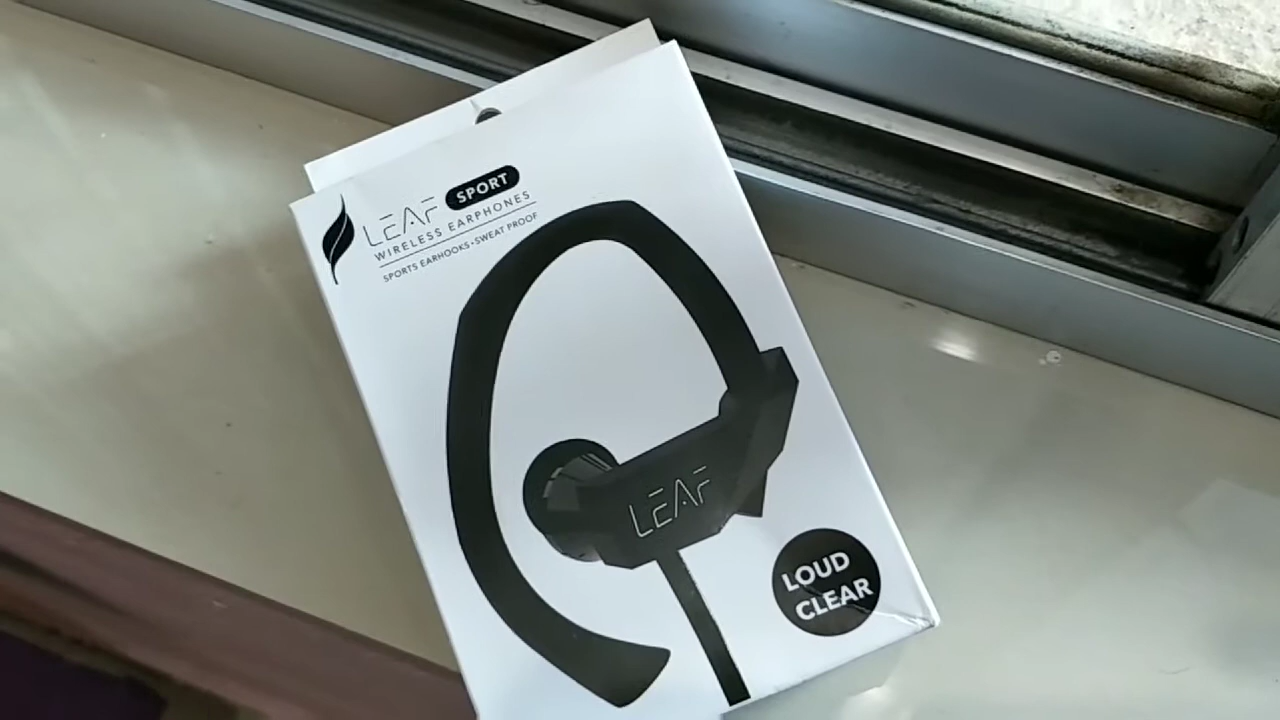 LEAF SPORT
WIRELESS EARPHONES
SPORTS EARHOOKS • SWEAT PROOF
LEAF
LOUD
CLEAR